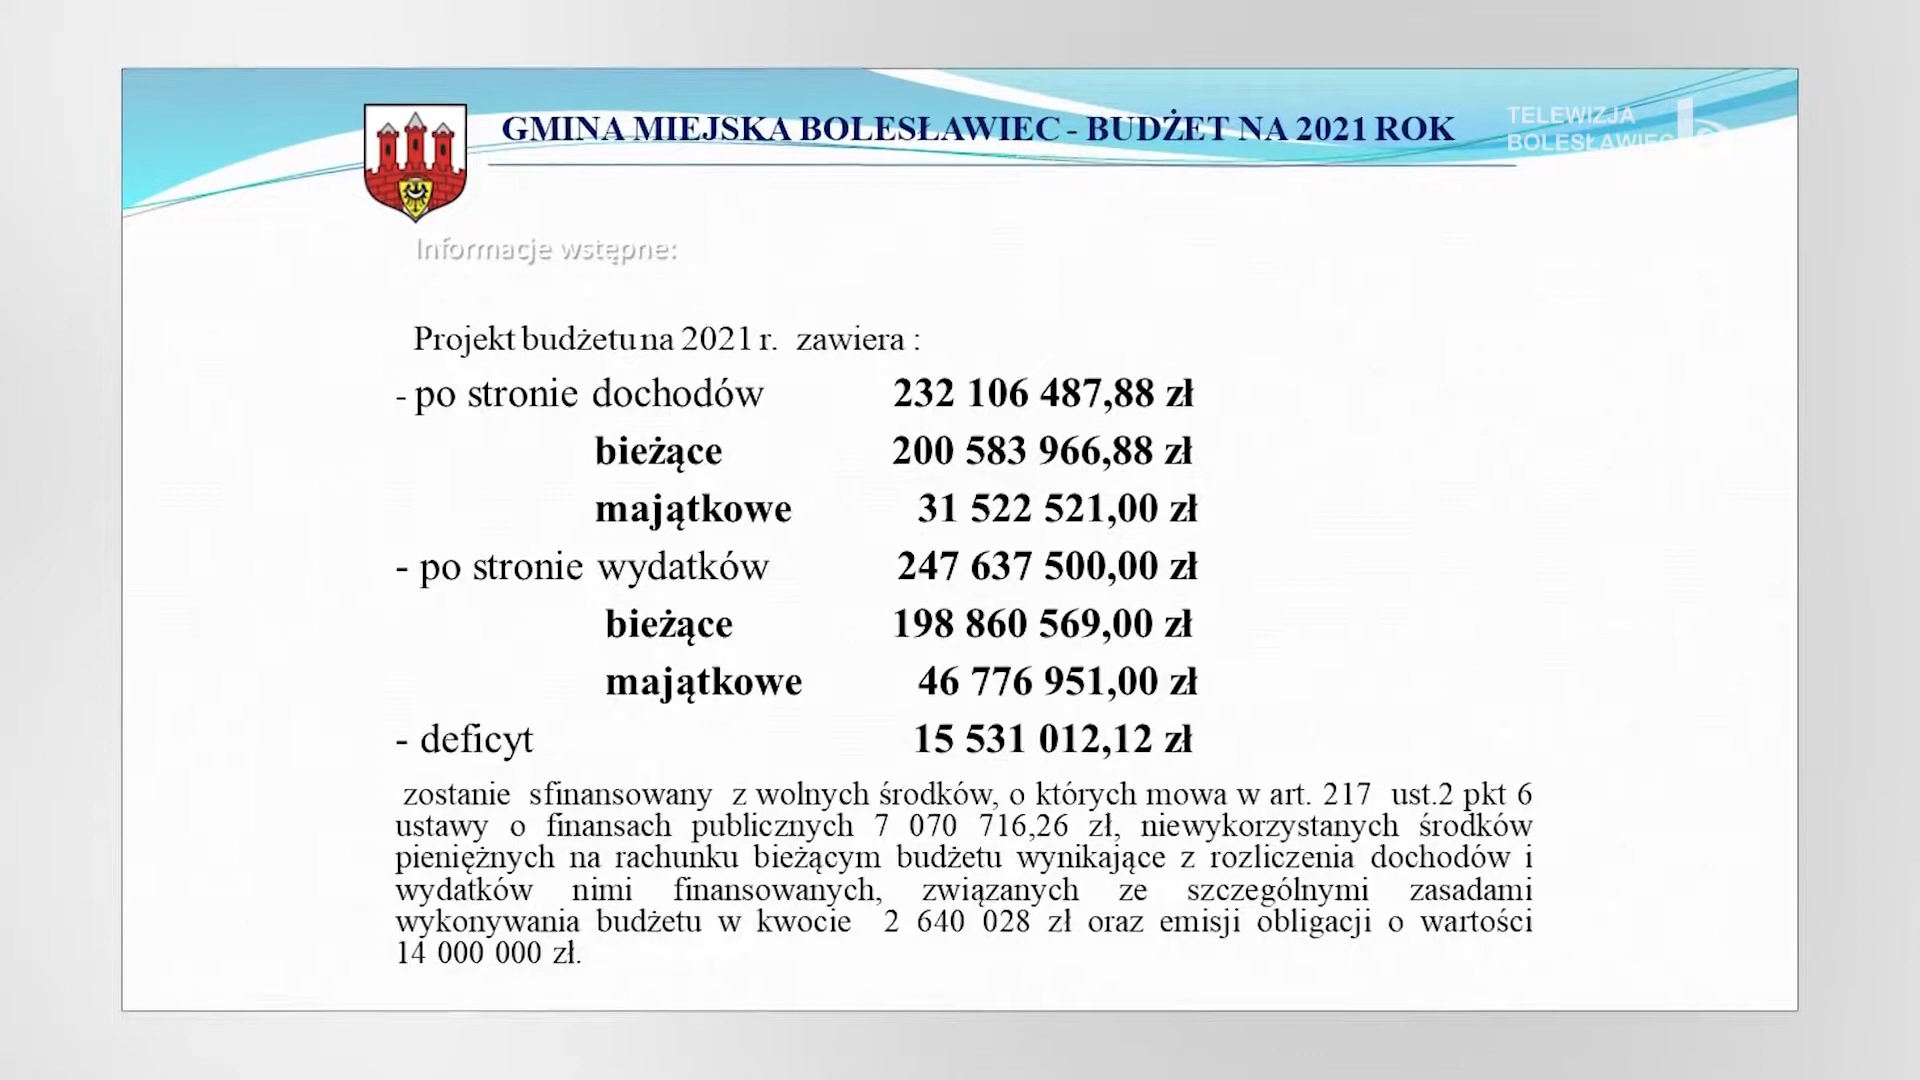 GMINA MIEJSKA BOLESŁAWIEC - BUDŻET NA 2021 ROK
TELEWIZJA
BOLESŁAWIEC
Informacje wstępne:
Projekt budżetu na 2021 r. zawiera :
- po stronie dochodów 232 106 487,88 zł
bieżące 200 583 966,88 zł
majątkowe 31 522 521,00 zł
- po stronie wydatków 247 637 500,00 zł
bieżące 198 860 569,00 zł
majątkowe 46 776 951,00 zł
- deficyt 15 531 012,12 zł
zostanie sfinansowany z wolnych środków, o których mowa w art. 217 ust.2 pkt 6
ustawy o finansach publicznych 7 070 716,26 zł, niewykorzystanych środków
pieniężnych na rachunku bieżącym budżetu wynikające z rozliczenia dochodów i
wydatków nimi finansowanych, związanych ze szczególnymi zasadami
wykonywania budżetu w kwocie 2 640 028 zł oraz emisji obligacji o wartości
14 000 000 zł.